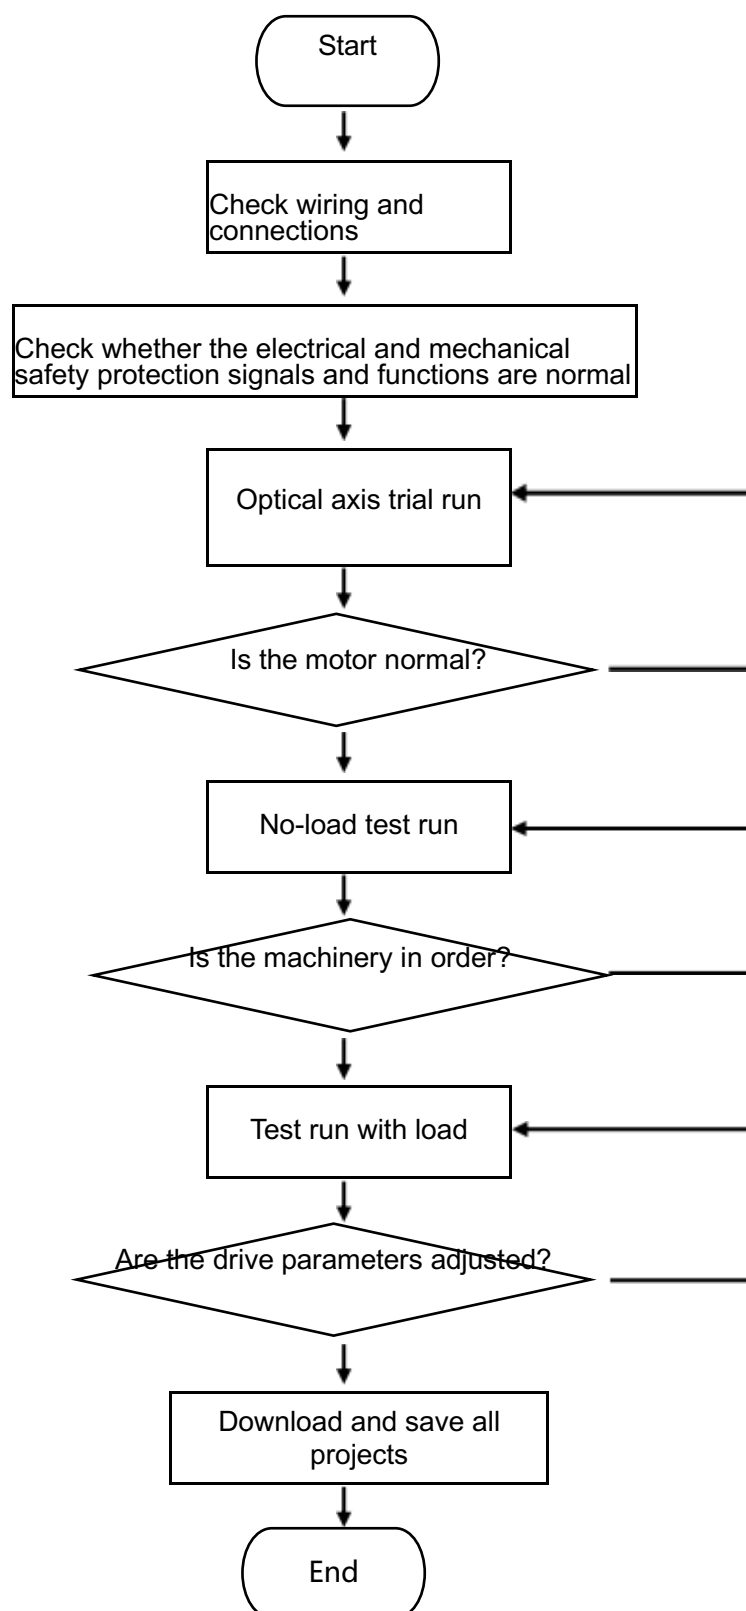 Start
Check wiring and
connections
Check whether the electrical and mechanical
safety protection signals and functions are normal
Optical axis trial run
Is the motor normal?
No-load test run
Is the machinery in order?
Test run with load
Are the drive parameters adjusted?
Download and save all
projects
End